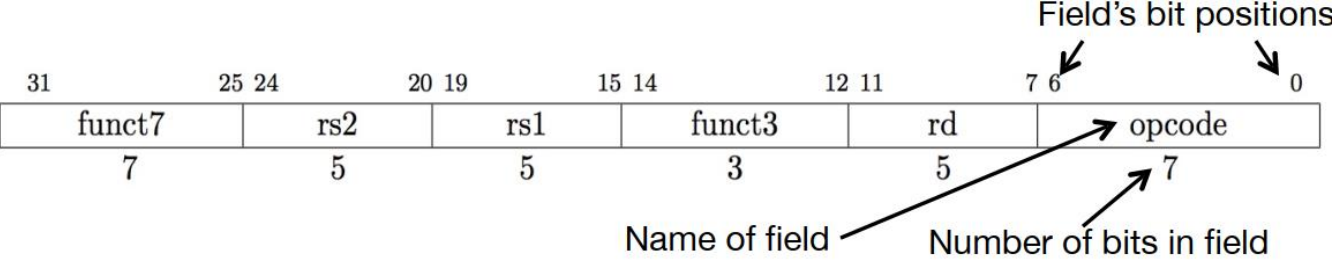 Field's bit positions
31 25 24 20 19 15 14 12 11 7 6 0
funct7 rs2 rs1 funct3 rd opcode
7 5 5 3 5 7
Name of field Number of bits in field